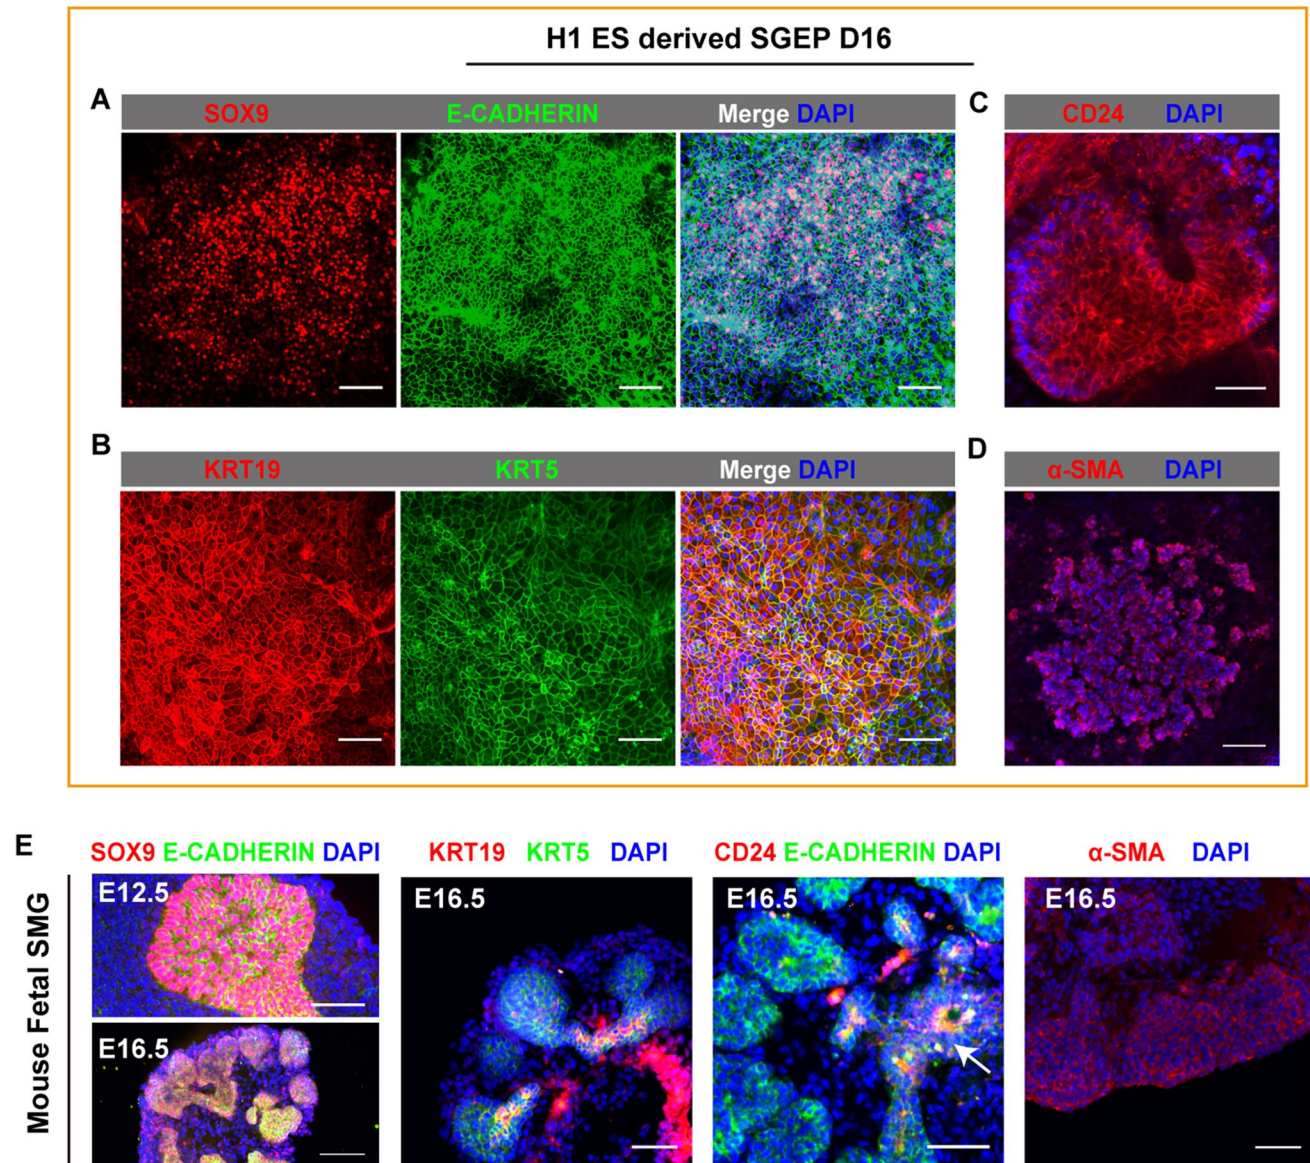 H1 ES derived SGEP D16
A
SOX9 E-CADHERIN Merge DAPI
C
CD24 DAPI
B
KRT19 KRT5 Merge DAPI
D
α-SMA DAPI
E
Mouse Fetal SMG
SOX9 E-CADHERIN DAPI
E12.5
E16.5
KRT19 KRT5 DAPI
E16.5
CD24 E-CADHERIN DAPI
E16.5
α-SMA DAPI
E16.5